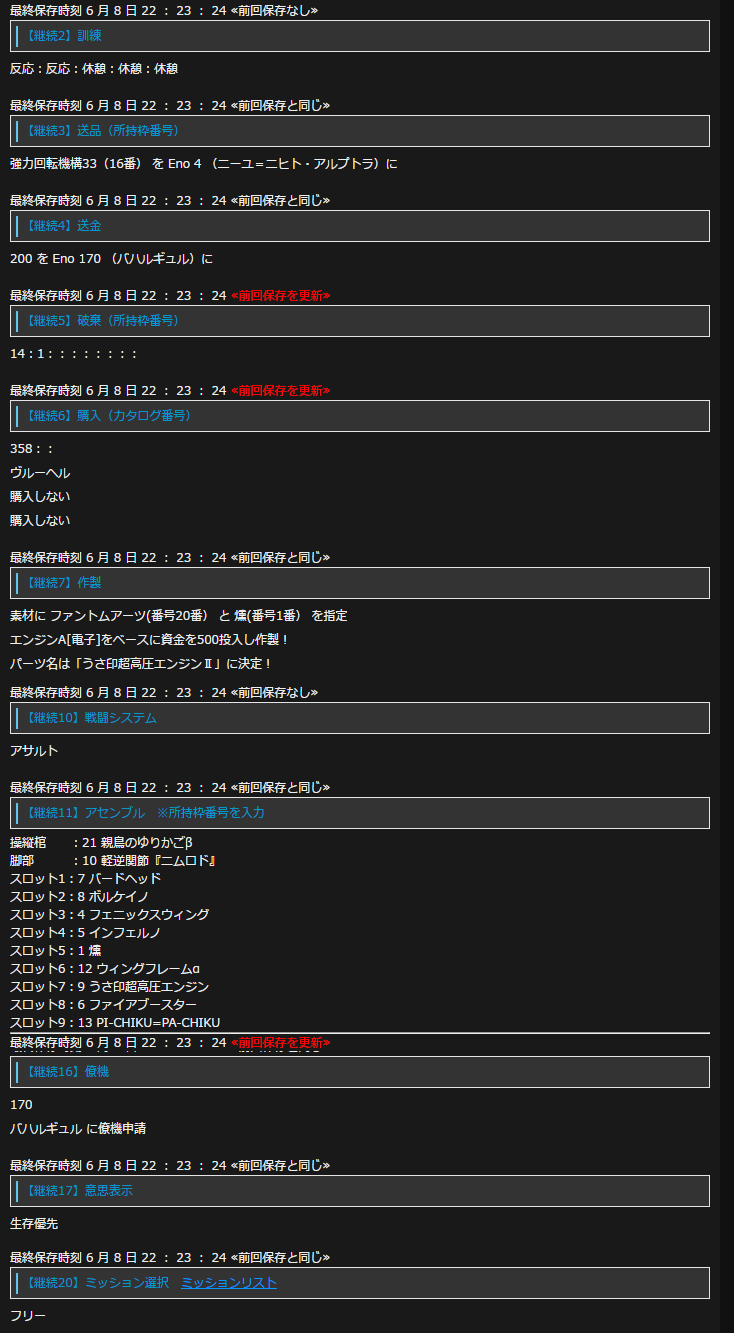 最終保存時刻 6 月 8 日 22 ： 23 ： 24 ≪前回保存なし≫
【継続2】訓練
反応：反応：休憩：休憩：休憩
最終保存時刻 6 月 8 日 22 ： 23 ： 24 ≪前回保存と同じ≫
【継続3】送品（所持枠番号）
強力回転機構33（16番） を Eno 4 （ニーユ＝ニヒト・アルプトラ）に
最終保存時刻 6 月 8 日 22 ： 23 ： 24 ≪前回保存と同じ≫
【継続4】送金
200 を Eno 170 （バハルギュル）に
最終保存時刻 6 月 8 日 22 ： 23 ： 24 ≪前回保存を更新≫
【継続5】破棄（所持枠番号）
14：1：：：：：：：：
最終保存時刻 6 月 8 日 22 ： 23 ： 24 ≪前回保存を更新≫
【継続6】購入（カタログ番号）
358：：
ヴルーヘル
購入しない
購入しない
最終保存時刻 6 月 8 日 22 ： 23 ： 24 ≪前回保存と同じ≫
【継続7】作製
素材に ファントムアーツ(番号20番） と 燻(番号1番） を指定
エンジンA[電子]をベースに資金を500投入し作製！
パーツ名は「うさ印超高圧エンジンⅡ」に決定！
最終保存時刻 6 月 8 日 22 ： 23 ： 24 ≪前回保存なし≫
【継続10】戦闘システム
アサルト
最終保存時刻 6 月 8 日 22 ： 23 ： 24 ≪前回保存と同じ≫
【継続11】アセンブル　※所持枠番号を入力
操縦棺　　：21 親鳥のゆりかごβ
脚部　　　：10 軽逆関節『ニムロド』
スロット1：7 バードヘッド
スロット2：8 ボルケイノ
スロット3：4 フェニックスウィング
スロット4：5 インフェルノ
スロット5：1 燻
スロット6：12 ウィングフレームα
スロット7：9 うさ印超高圧エンジン
スロット8：6 ファイアブースター
スロット9：13 PI-CHIKU=PA-CHIKU
最終保存時刻 6 月 8 日 22 ： 23 ： 24 ≪前回保存を更新≫
【継続16】僚機
170
バハルギュル に僚機申請
最終保存時刻 6 月 8 日 22 ： 23 ： 24 ≪前回保存と同じ≫
【継続17】意思表示
生存優先
最終保存時刻 6 月 8 日 22 ： 23 ： 24 ≪前回保存と同じ≫
【継続20】ミッション選択　ミッションリスト
フリー